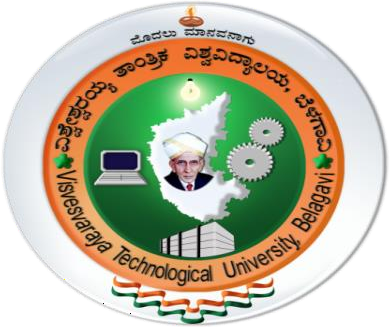 ಮೊದಲು ಮಾನವನಾಗು
ವಿಶ್ವೇಶ್ವರಯ್ಯ ತಾಂತ್ರಿಕ ವಿಶ್ವವಿದ್ಯಾಲಯ, ಬೆಳಗಾವಿ
Visvesvaraya Technological University, Belagavi